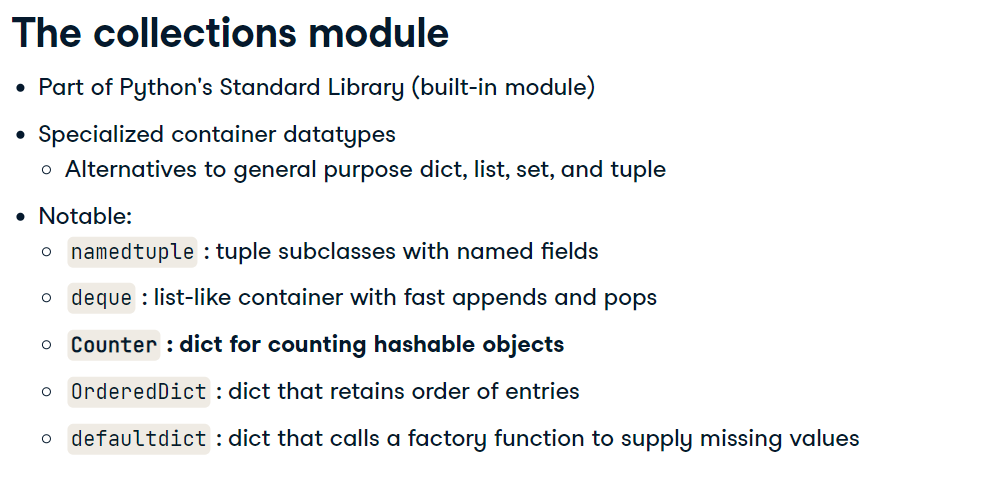 The collections module
• Part of Python's Standard Library (built-in module)
• Specialized container datatypes
◦ Alternatives to general purpose dict, list, set, and tuple
• Notable:
◦ namedtuple : tuple subclasses with named fields
◦ deque : list-like container with fast appends and pops
◦ Counter : dict for counting hashable objects
◦ OrderedDict : dict that retains order of entries
◦ defaultdict : dict that calls a factory function to supply missing values